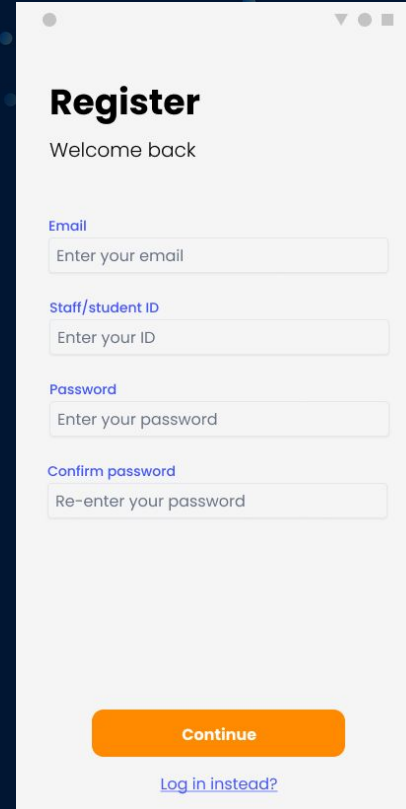 Register
Welcome back
Email
Enter your email
Staff/student ID
Enter your ID
Password
Enter your password
Confirm password
Re-enter your password
Continue
Log in instead?